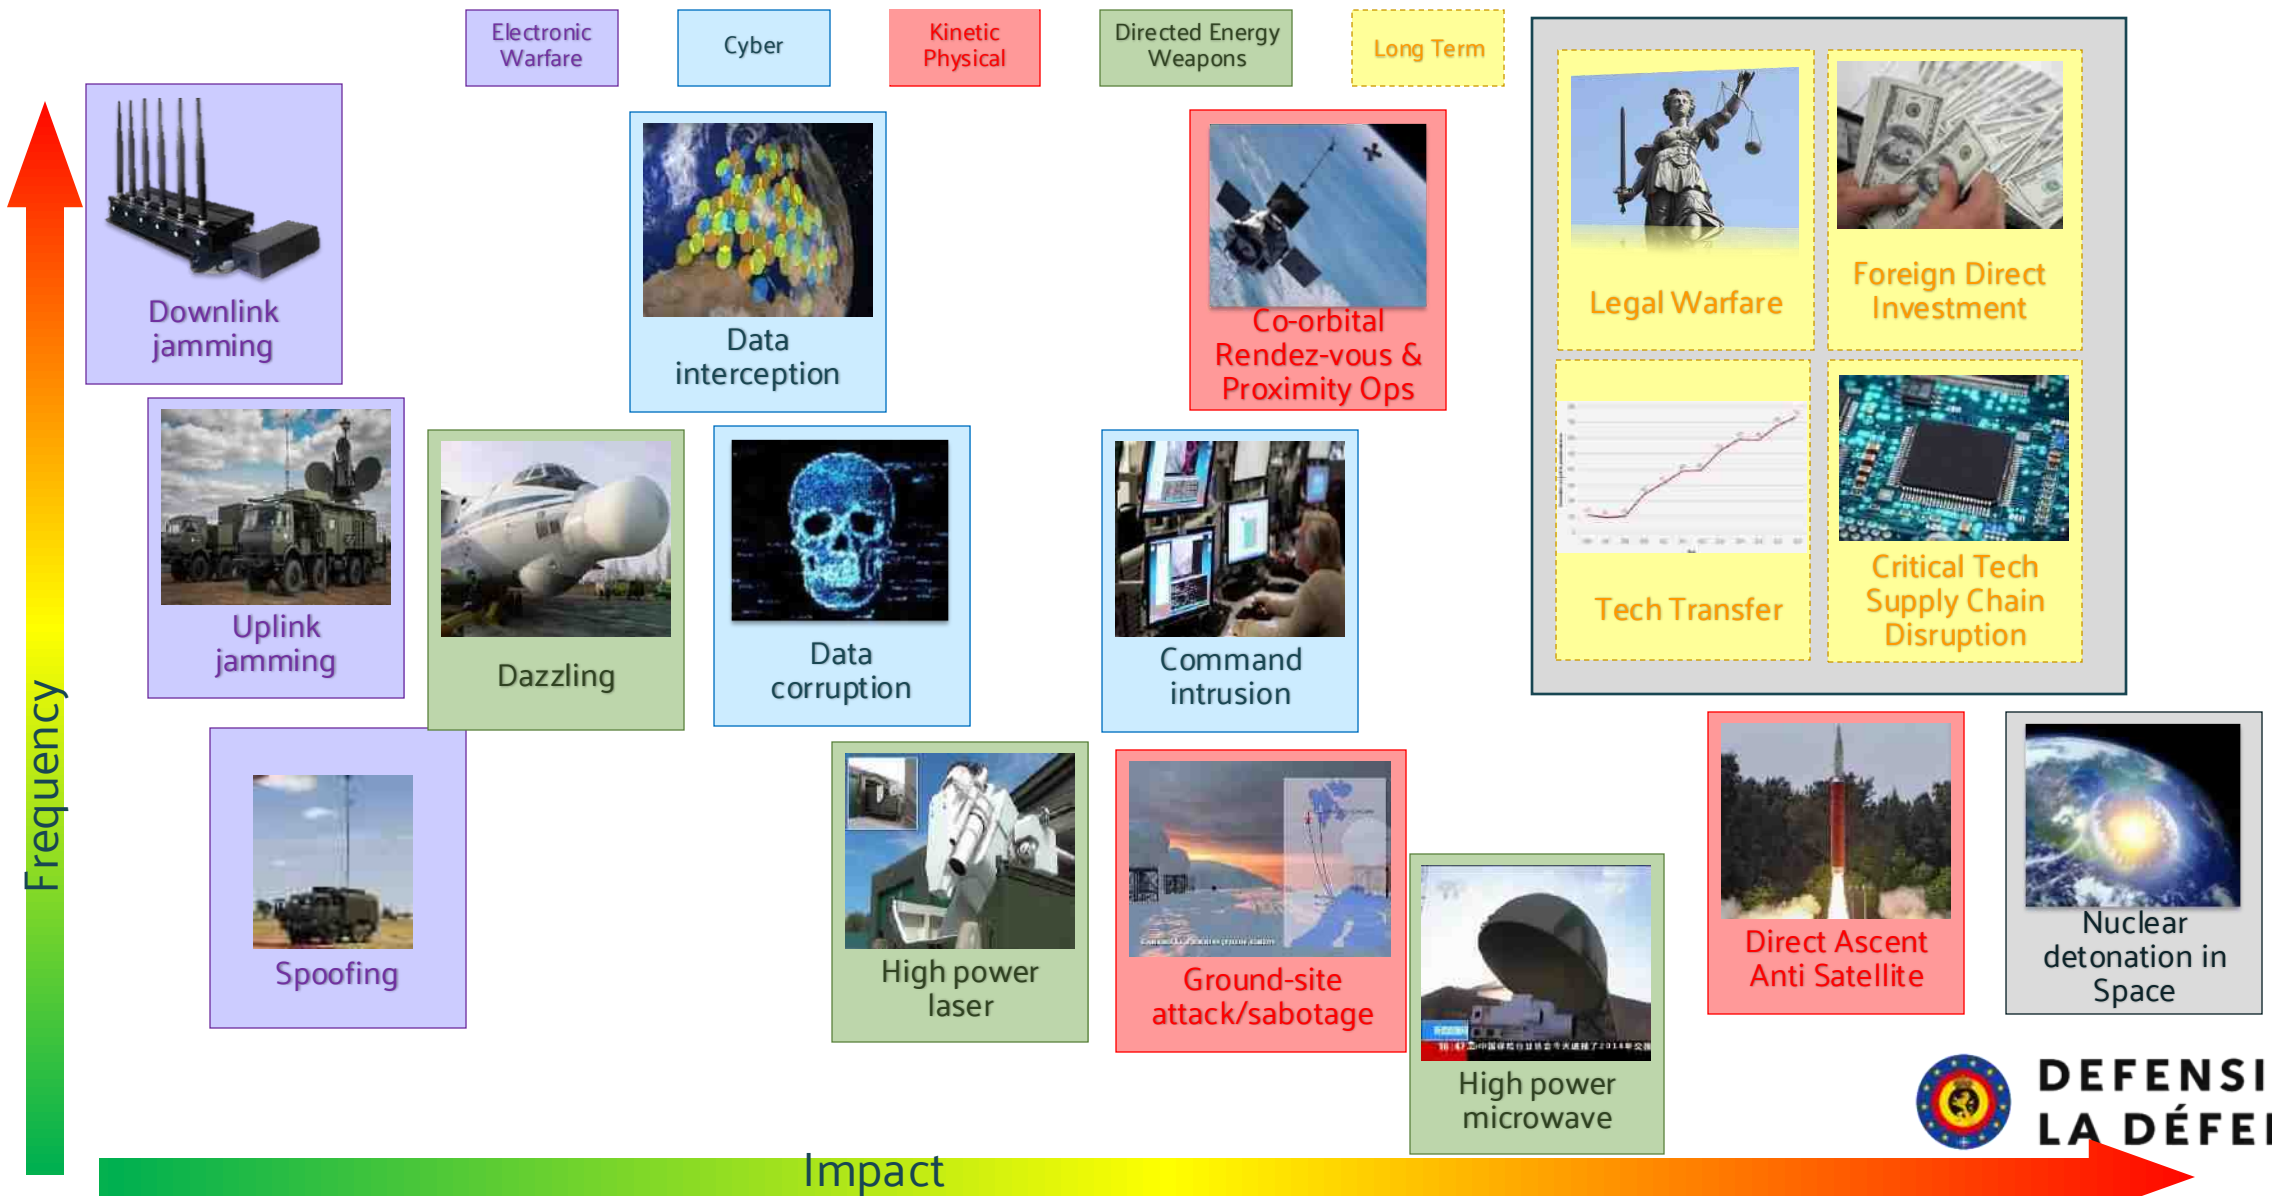 Electronic
Warfare
Cyber
Kinetic
Physical
Directed Energy
Weapons
Long Term
Downlink
jamming
Data
interception
Co-orbital
Rendez-vous &
Proximity Ops
Legal Warfare
Foreign Direct
Investment
Uplink
jamming
Dazzling
Data
corruption
Command
intrusion
Tech Transfer
Critical Tech
Supply Chain
Disruption
Frequency
Spoofing
High power
laser
Ground-site
attack/sabotage
High power
microwave
Direct Ascent
Anti Satellite
Nuclear
detonation in
Space
DEFENSI
LA DÉFE
Impact